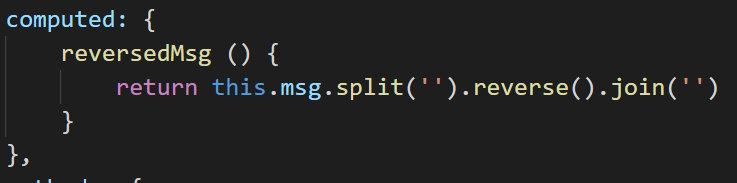 computed: {
    reversedMsg () {
        return this.msg.split('').reverse().join('')
    }
},